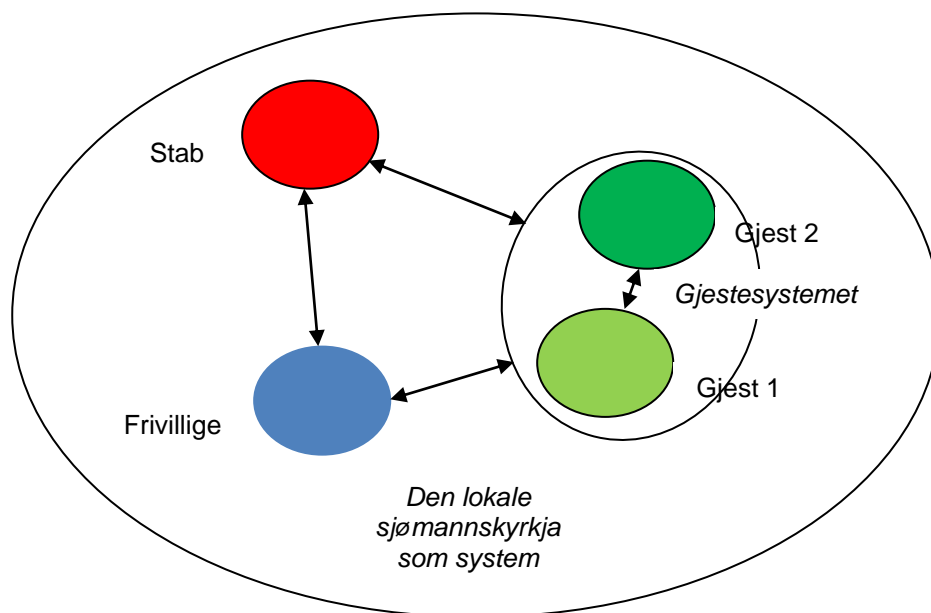 Stab
Gjest 2
Gjestesystemet
Gjest 1
Frivillige
Den lokale
sjømannskyrkja
som system